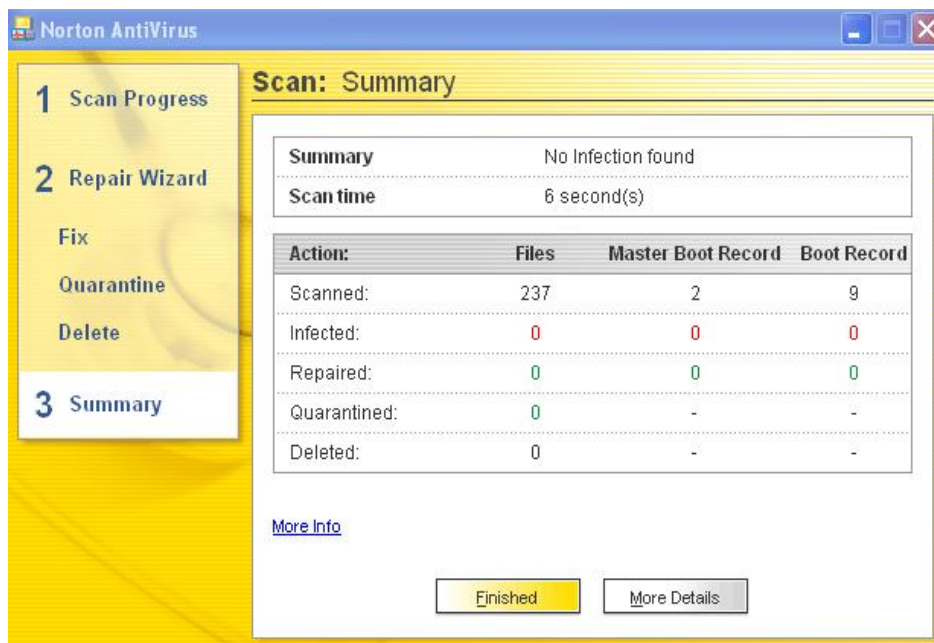 Norton AntiVirus
1 Scan Progress
2 Repair Wizard
Fix
Quarantine
Delete
3 Summary
Scan: Summary
Summary No Infection found
Scan time 6 second(s)
Action: Files Master Boot Record Boot Record
Scanned: 237 2 9
Infected: 0 0 0
Repaired: 0 0 0
Quarantined: 0 - -
Deleted: 0 - -
More Info
Finished More Details